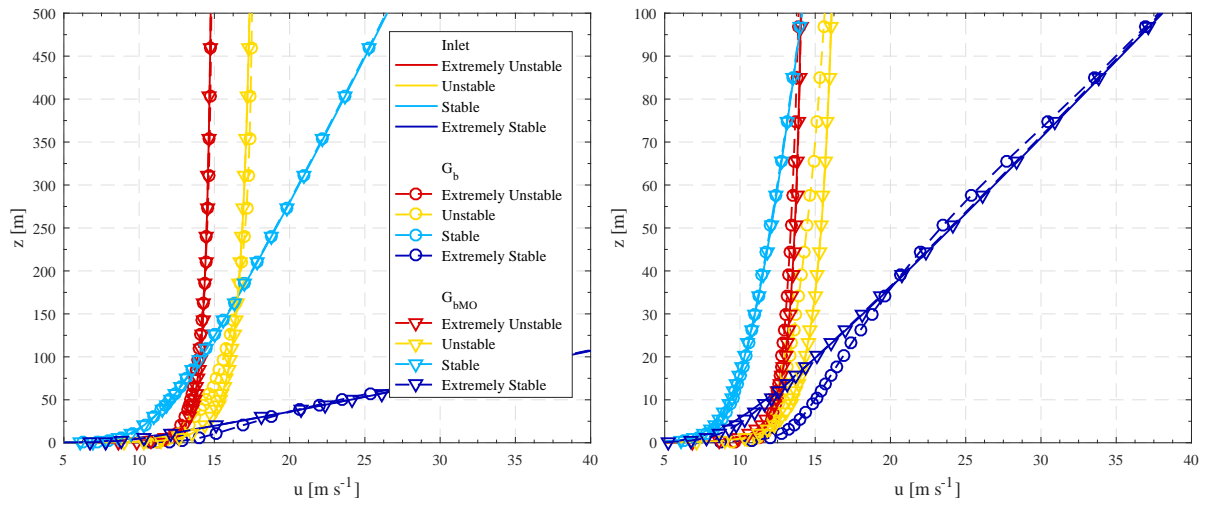 500
450
400
350
300
250
200
150
100
50
0
z [m]
5
10
15
20
25
30
35
40
u [m s⁻¹]
Inlet
Extremely Unstable
Unstable
Stable
Extremely Stable
G_b
Extremely Unstable
Unstable
Stable
Extremely Stable
G_bMO
Extremely Unstable
Unstable
Stable
Extremely Stable
100
90
80
70
60
50
40
30
20
10
0
z [m]
5
10
15
20
25
30
35
40
u [m s⁻¹]